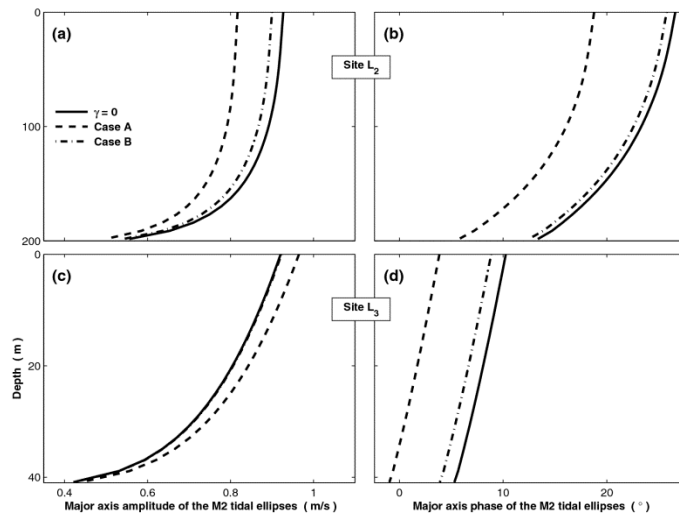 0
(a)
(b)
Site L2
γ = 0
Case A
Case B
100
200
0
(c)
(d)
Site L3
Depth ( m )
20
40
0.4 0.6 0.8 1
0 10 20
Major axis amplitude of the M2 tidal ellipses ( m/s )
Major axis phase of the M2 tidal ellipses ( ° )